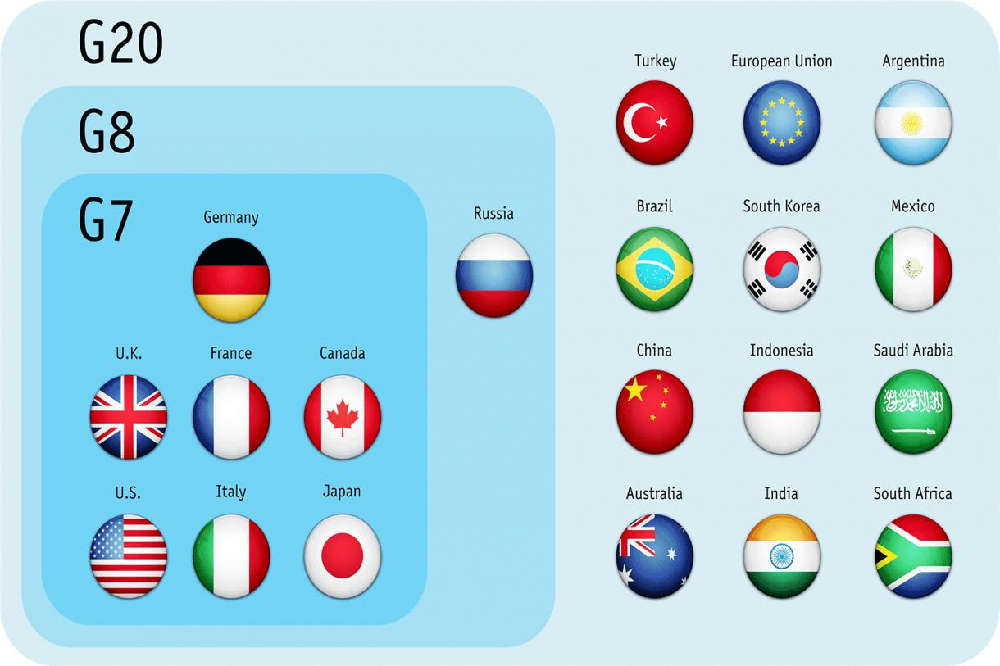 G20
G8
G7
Germany
U.K.
France
Canada
U.S.
Italy
Japan
Russia
Turkey
European Union
Argentina
Brazil
South Korea
Mexico
China
Indonesia
Saudi Arabia
Australia
India
South Africa